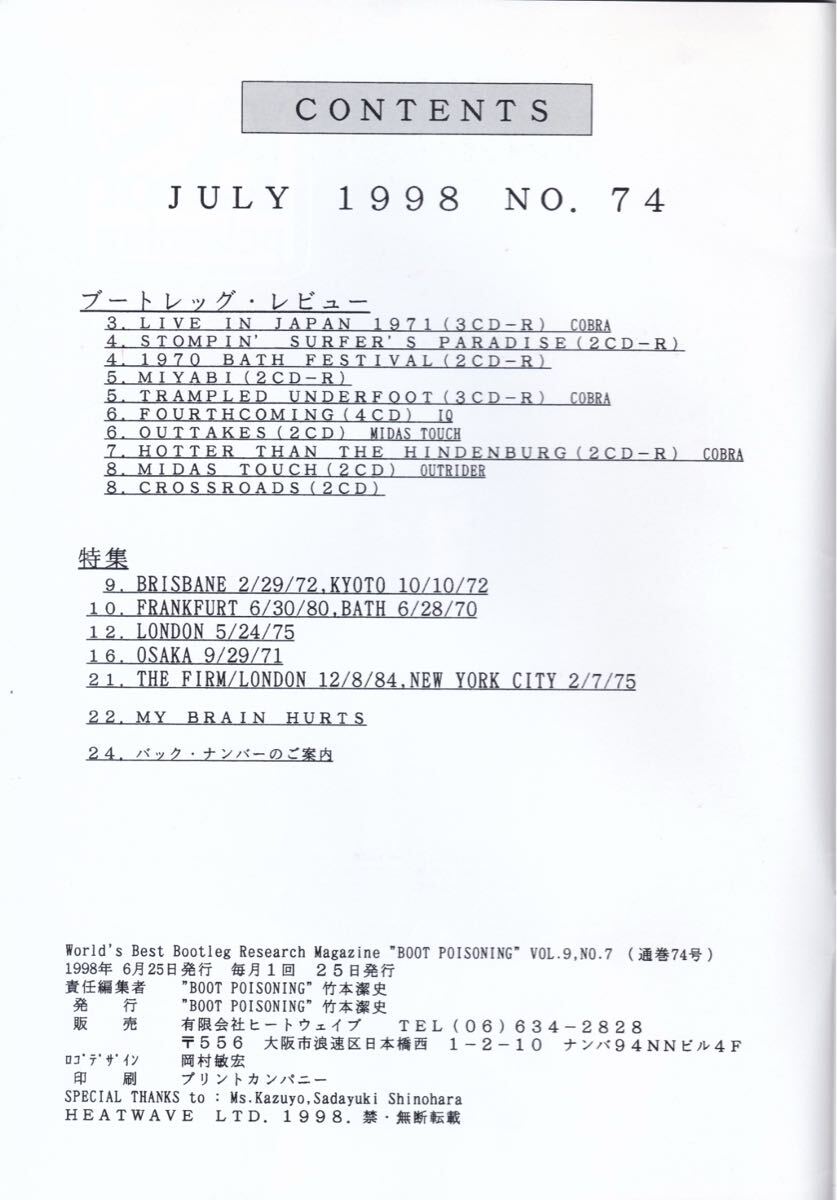 CONTENTS
JULY 1998 NO. 74
ブートレッグ・レビュー
3. LIVE IN JAPAN 1971(3CD-R) COBRA
4. STOMPIN' SURFER'S PARADISE(2CD-R)
4. 1970 BATH FESTIVAL(2CD-R)
5. MIYABI(2CD-R)
5. TRAMPLED UNDERFOOT(3CD-R) COBRA
6. FOURTHCOMING(4CD) IQ
6. OUTTAKES(2CD) MIDAS TOUCH
7. HOTTER THAN THE HINDENBURG(2CD-R) COBRA
8. MIDAS TOUCH(2CD) OUTRIDER
8. CROSSROADS(2CD)
特集
9. BRISBANE 2/29/72,KYOTO 10/10/72
10. FRANKFURT 6/30/80,BATH 6/28/70
12. LONDON 5/24/75
16. OSAKA 9/29/71
21. THE FIRM/LONDON 12/8/84,NEW YORK CITY 2/7/75
22. MY BRAIN HURTS
24. バック・ナンバーのご案内
World's Best Bootleg Research Magazine "BOOT POISONING" VOL.9,NO.7 (通巻74号)
1998年 6月25日発行 毎月1回 25日発行
責任編集者 "BOOT POISONING" 竹本潔史
発 行 "BOOT POISONING" 竹本潔史
販 売 有限会社ヒートウェイブ TEL(06)634-2828
〒556 大阪市浪速区日本橋西 1-2-10 ナンバ94NNビル4F
ﾛｺﾞﾃﾞｻﾞｲﾝ 岡村敏宏
印 刷 プリントカンパニー
SPECIAL THANKS to : Ms.Kazuyo,Sadayuki Shinohara
HEATWAVE LTD. 1998. 禁・無断転載